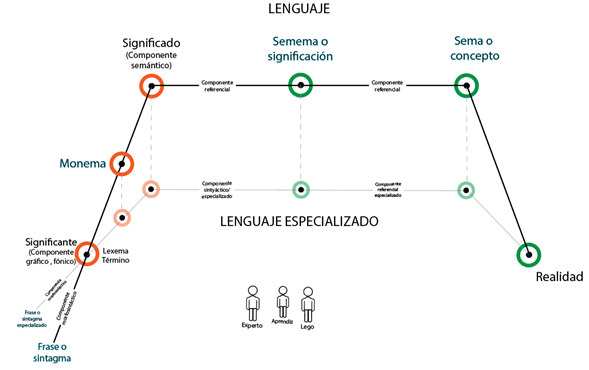 LENGUAJE
Significado
(Componente
semántico)
Semema o
significación
Sema o
concepto
Componente
referencial
Componente
referencial
Monema
Componente
sintyáctico/
especializado
Componente
referencial
especializado
LENGUAJE ESPECIALIZADO
Significante
(Componente
gráfico , fónico)
Lexema
Término
Realidad
Componente
morfosintáctico
Componente
morfosintáctico
Frase o
sintagma
especializado
Frase o
sintagma
Experto
Aprendiz
Lego